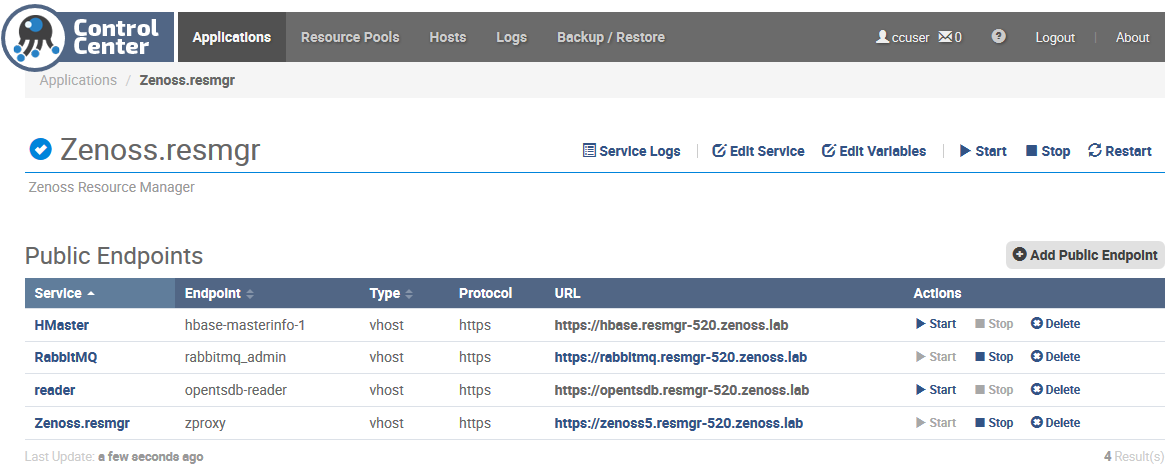 Control Center
Applications Resource Pools Hosts Logs Backup / Restore ccuser 0 ? Logout | About
Applications / Zenoss.resmgr
Zenoss.resmgr
Service Logs | Edit Service Edit Variables | Start Stop Restart
Zenoss Resource Manager
Public Endpoints
Add Public Endpoint
Service Endpoint Type Protocol URL Actions
HMaster hbase-masterinfo-1 vhost https https://hbase.resmgr-520.zenoss.lab Start Stop Delete
RabbitMQ rabbitmq_admin vhost https https://rabbitmq.resmgr-520.zenoss.lab Start Stop Delete
reader opentsdb-reader vhost https https://opentsdb.resmgr-520.zenoss.lab Start Stop Delete
Zenoss.resmgr zproxy vhost https https://zenoss5.resmgr-520.zenoss.lab Start Stop Delete
Last Update: a few seconds ago 4 Result(s)